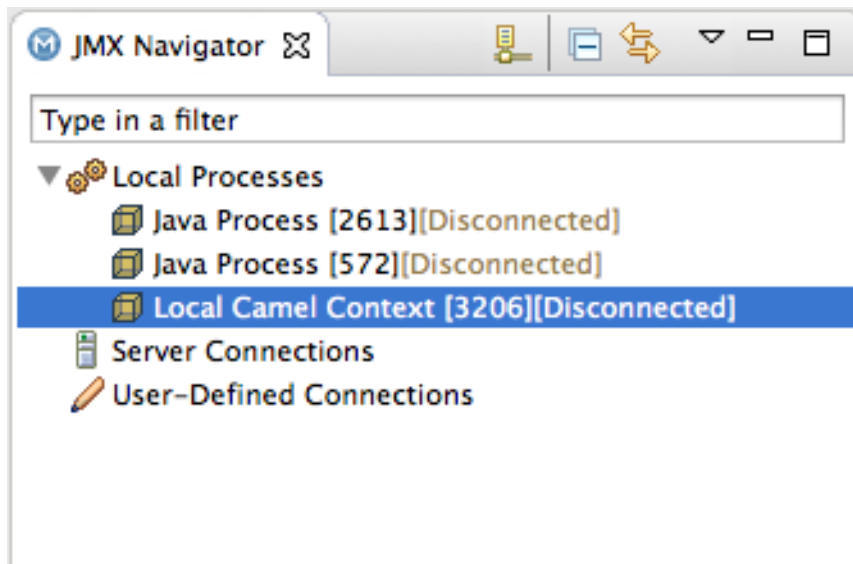 JMX Navigator
Type in a filter
Local Processes
Java Process [2613][Disconnected]
Java Process [572][Disconnected]
Local Camel Context [3206][Disconnected]
Server Connections
User-Defined Connections